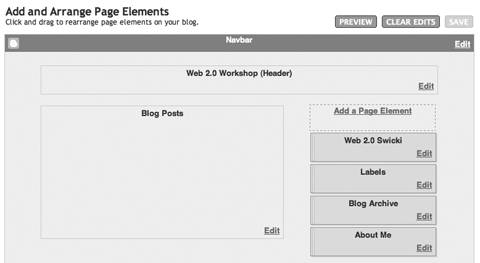 Add and Arrange Page Elements
Click and drag to rearrange page elements on your blog.
PREVIEW CLEAR EDITS SAVE
Navbar
Edit
Web 2.0 Workshop (Header)
Edit
Blog Posts
Edit
Add a Page Element
Web 2.0 Swicki
Edit
Labels
Edit
Blog Archive
Edit
About Me
Edit